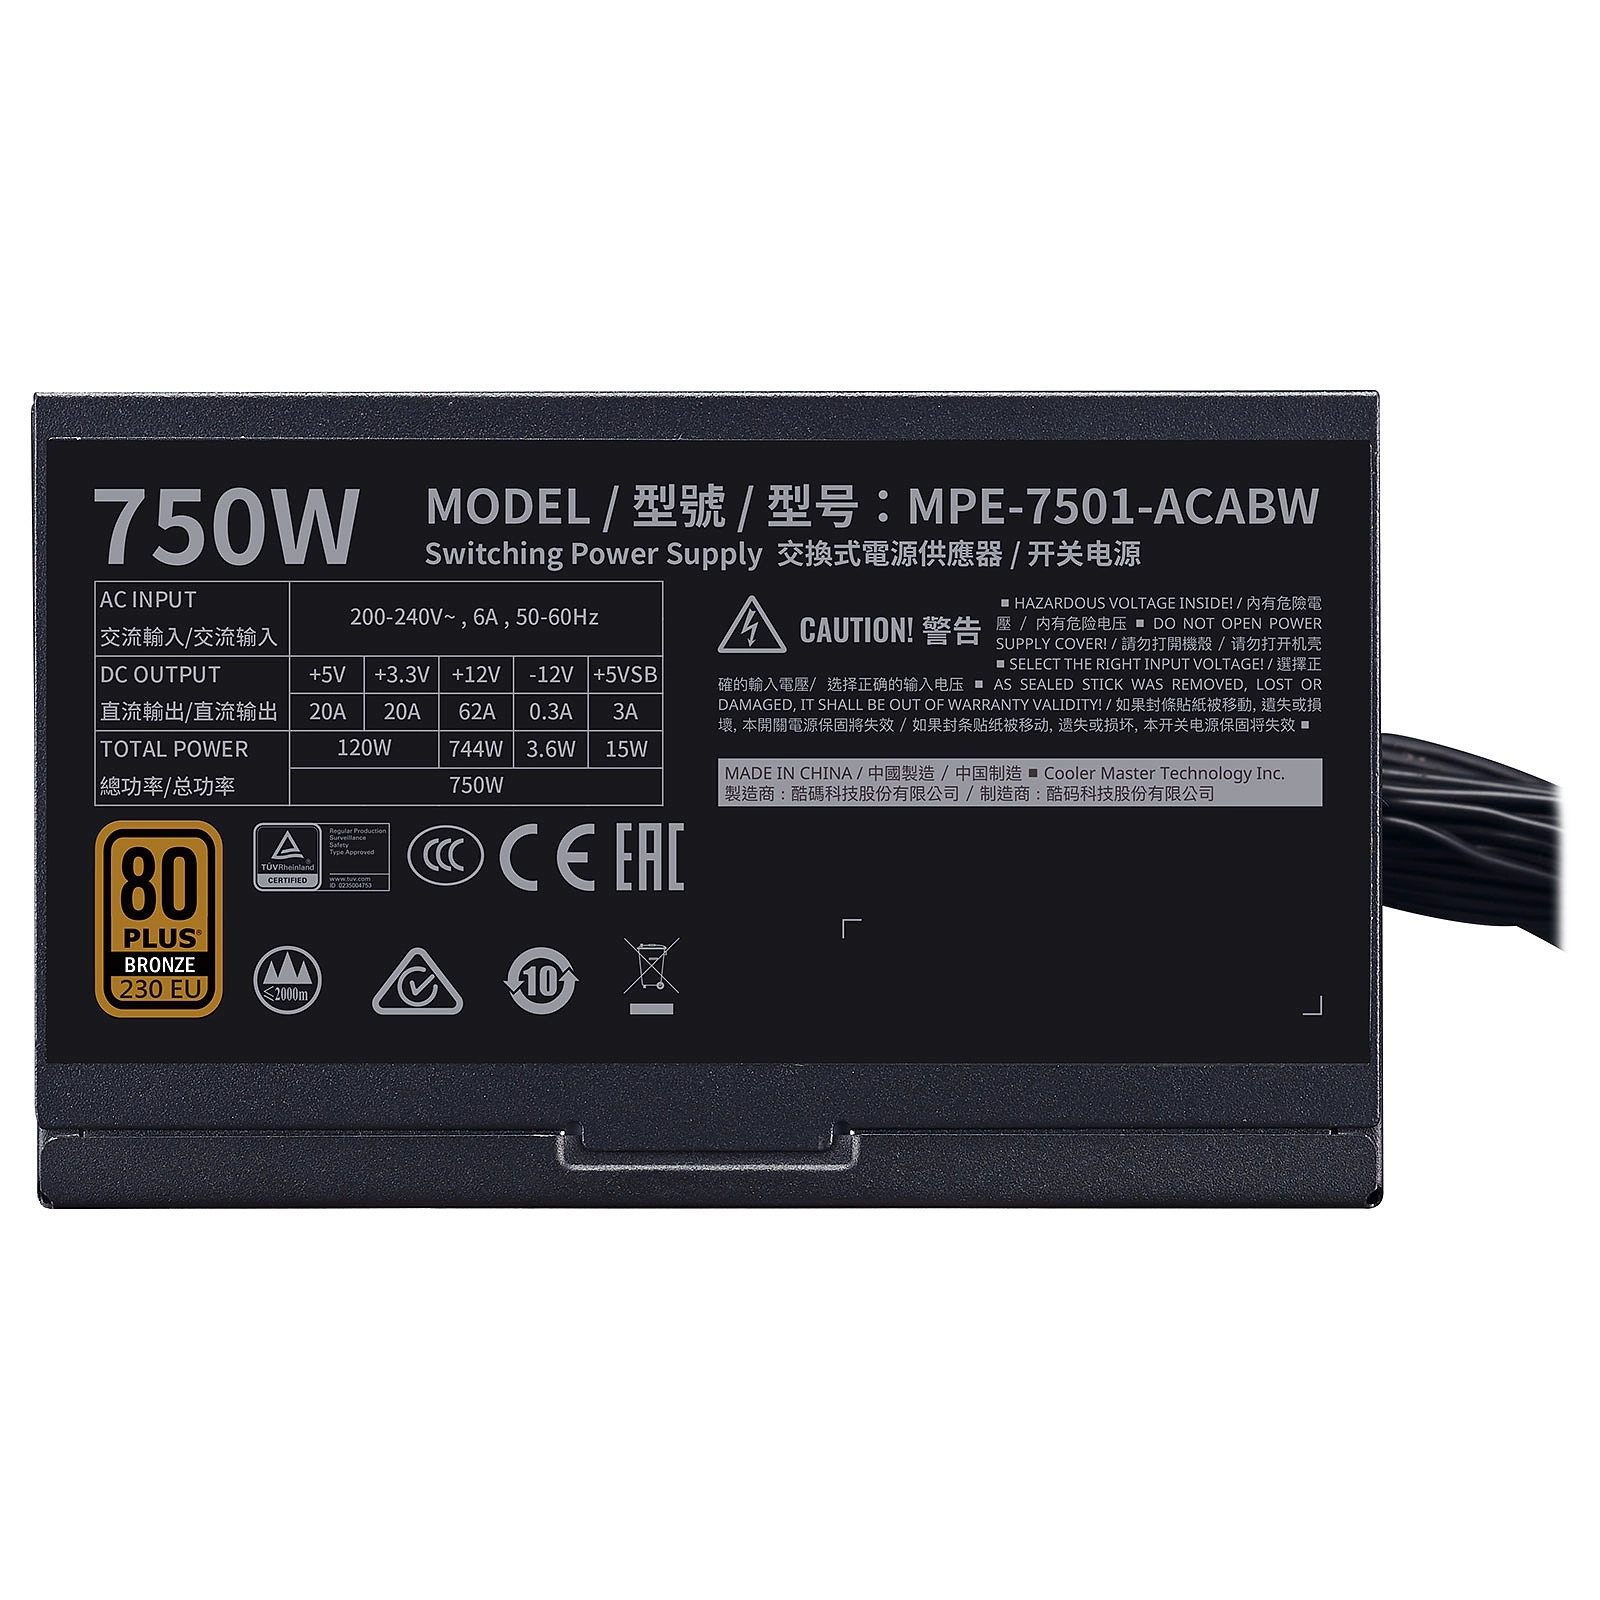 750W
MODEL / 型號 / 型号：MPE-7501-ACABW
Switching Power Supply 交換式電源供應器 / 开关电源
AC INPUT
交流輸入/交流输入
200-240V~ , 6A , 50-60Hz
DC OUTPUT
直流輸出/直流输出
+5V +3.3V +12V -12V +5VSB
20A 20A 62A 0.3A 3A
TOTAL POWER
總功率/总功率
120W 744W 3.6W 15W
750W
CAUTION! 警告
■ HAZARDOUS VOLTAGE INSIDE! / 內有危險電
壓 / 内有危险电压 ■ DO NOT OPEN POWER
SUPPLY COVER! / 請勿打開機殼 / 请勿打开机壳
■ SELECT THE RIGHT INPUT VOLTAGE! / 選擇正
確的輸入電壓/ 选择正确的输入电压 ■ AS SEALED STICK WAS REMOVED, LOST OR
DAMAGED, IT SHALL BE OUT OF WARRANTY VALIDITY! / 如果封條貼紙被移動, 遺失或損
壞, 本開關電源保固將失效 / 如果封条贴纸被移动, 遗失或损坏, 本开关电源保固将失效 ■
MADE IN CHINA / 中國製造 / 中国制造 ■ Cooler Master Technology Inc.
製造商：酷碼科技股份有限公司 / 制造商：酷码科技股份有限公司
80
PLUS®
BRONZE
230 EU
TÜVRheinland®
CERTIFIED
Regular Production
Surveillance
Safety
Type Approved
www.tuv.com
ID 0235004753
CCC
CE
EAC
≤2000m
10